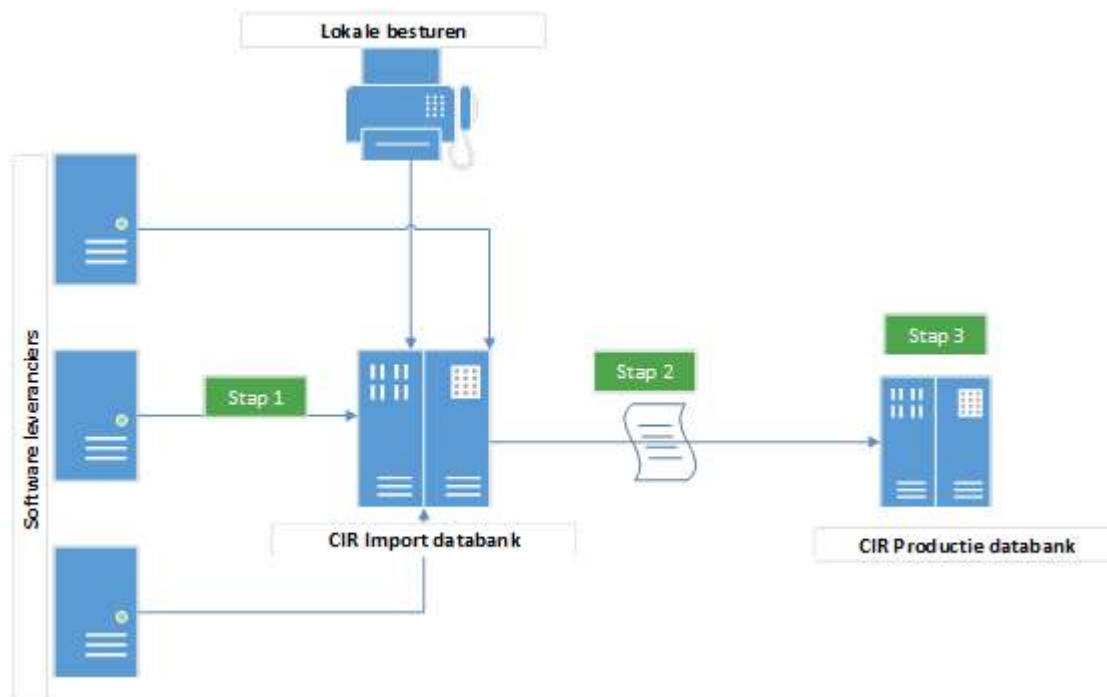 Lokale besturen
Software leveranciers
Stap 1
Stap 2
Stap 3
CIR Import databank
CIR Productie databank